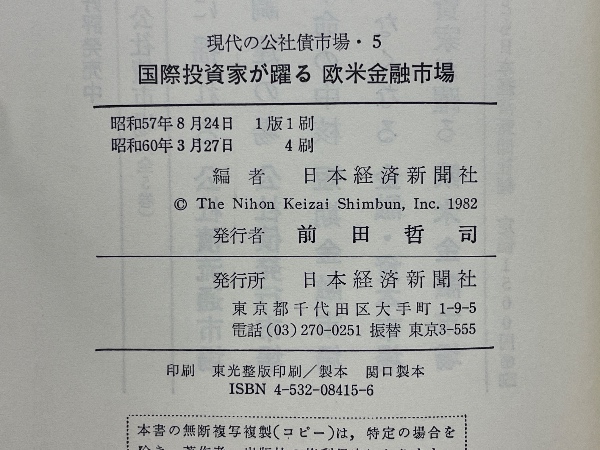 現代の公社債市場・5
国際投資家が躍る 欧米金融市場
昭和57年8月24日 1版1刷
昭和60年3月27日 4刷
編者 日本経済新聞社
© The Nihon Keizai Shimbun, Inc. 1982
発行者 前田哲司
発行所 日本経済新聞社
東京都千代田区大手町1-9-5
電話(03)270-0251 振替 東京3-555
印刷 東光整版印刷/製本 関口製本
ISBN 4-532-08415-6
本書の無断複写複製(コピー)は，特定の場合を